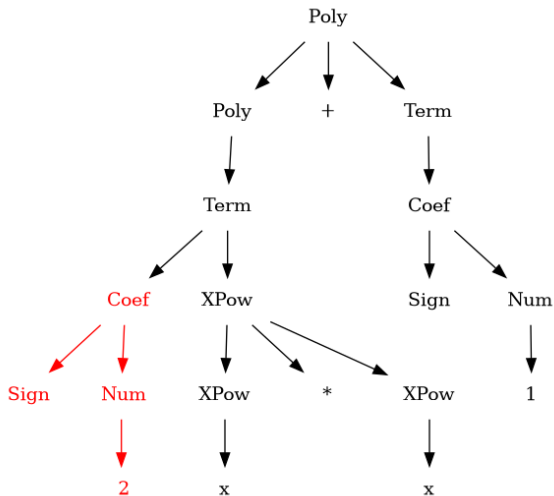 Poly
Poly + Term
Term Coef
Coef XPow Sign Num
Sign Num XPow * XPow 1
2 x x